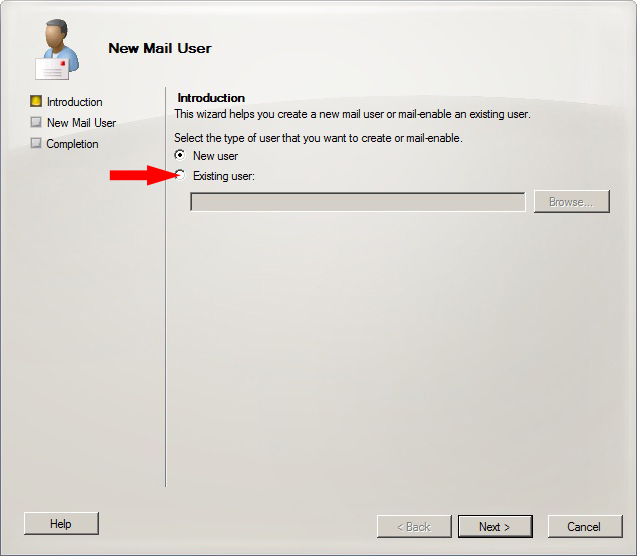 New Mail User
Introduction
New Mail User
Completion
Introduction
This wizard helps you create a new mail user or mail-enable an existing user.
Select the type of user that you want to create or mail-enable.
New user
Existing user:
Browse...
Help
< Back
Next >
Cancel